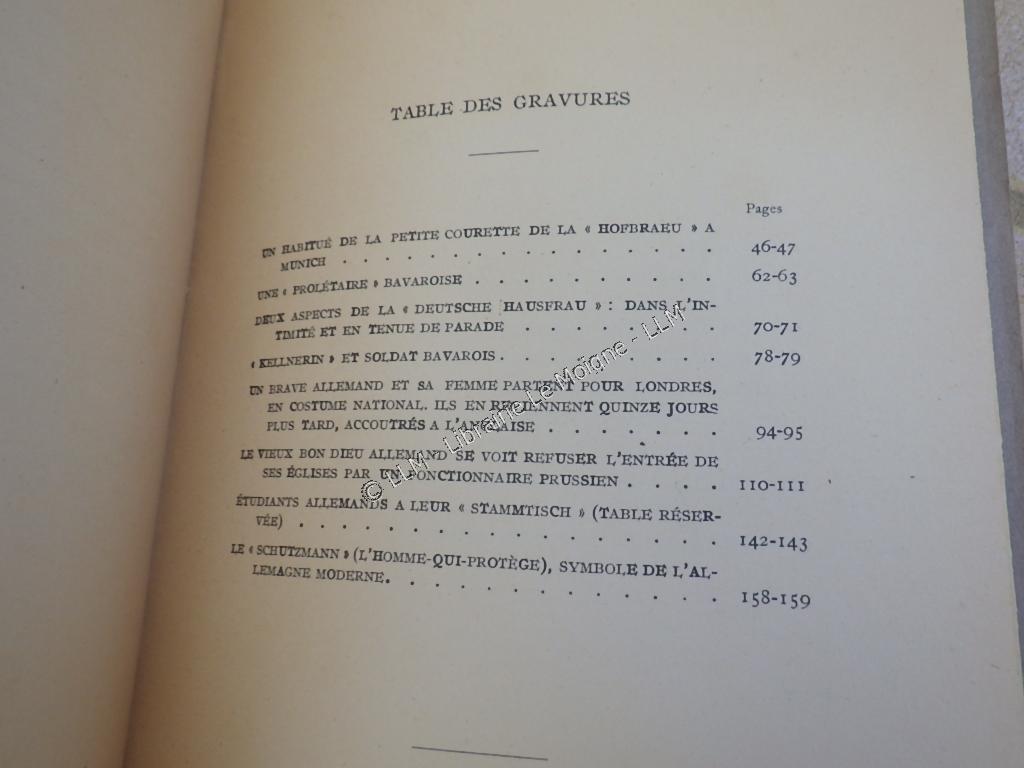 TABLE DES GRAVURES
Pages
UN HABITUÉ DE LA PETITE COURETTE DE LA « HOFBRAEU » A
MUNICH . . . . . . . . . . . . . . . . 46-47
UNE « PROLÉTAIRE » BAVAROISE . . . . . . . . . 62-63
DEUX ASPECTS DE LA « DEUTSCHE HAUSFRAU » : DANS L'IN-
TIMITÉ ET EN TENUE DE PARADE . . . . . . . . 70-71
« KELLNERIN » ET SOLDAT BAVAROIS. . . . . . . . . 78-79
UN BRAVE ALLEMAND ET SA FEMME PARTENT POUR LONDRES,
EN COSTUME NATIONAL. ILS EN REVIENNENT QUINZE JOURS
PLUS TARD, ACCOUTRÉS A L'ANGLAISE . . . . . . . 94-95
LE VIEUX BON DIEU ALLEMAND SE VOIT REFUSER L'ENTRÉE DE
SES ÉGLISES PAR UN FONCTIONNAIRE PRUSSIEN . . . . 110-111
ÉTUDIANTS ALLEMANDS A LEUR « STAMMTISCH » (TABLE RÉSER-
VÉE) . . . . . . . . . . . . . . . . 142-143
LE « SCHUTZMANN » (L'HOMME-QUI-PROTÈGE), SYMBOLE DE L'AL-
LEMAGNE MODERNE. . . . . . . . . . . . . 158-159
© LLM - Librairie Le Moigne - LLM